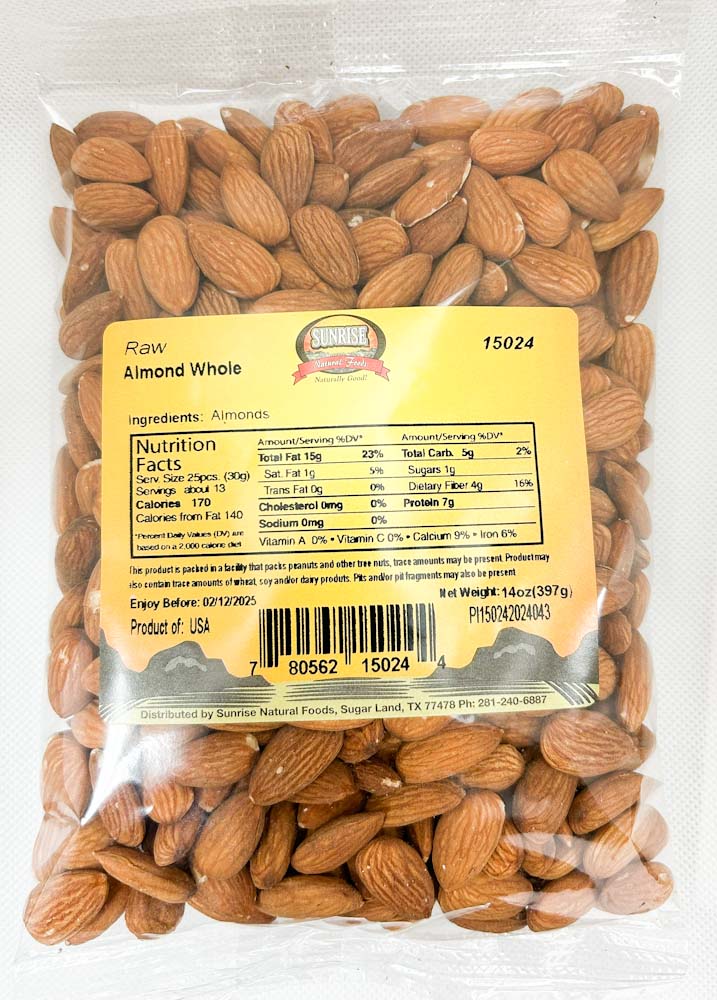 Raw
Almond Whole
SUNRISE
Natural Foods
Naturally Good!
15024
Ingredients: Almonds
Nutrition
Facts
Serv. Size 25pcs. (30g)
Servings about 13
Calories 170
Calories from Fat 140
*Percent Daily Values (DV) are
based on a 2,000 calorie diet
Amount/Serving %DV*
Total Fat 15g 23%
Sat. Fat 1g 5%
Trans Fat 0g 0%
Cholesterol 0mg 0%
Sodium 0mg 0%
Amount/Serving %DV*
Total Carb. 5g 2%
Sugars 1g
Dietary Fiber 4g 16%
Protein 7g
Vitamin A 0% • Vitamin C 0% • Calcium 9% • Iron 6%
This product is packed in a facility that packs peanuts and other tree nuts, trace amounts may be present. Product may
also contain trace amounts of wheat, soy and/or dairy produts. Pits and/or pit fragments may also be present
Enjoy Before: 02/12/2025
Net Weight: 14oz(397g)
Product of: USA
PI150242024043
7 80562 15024 4
Distributed by Sunrise Natural Foods, Sugar Land, TX 77478 Ph: 281-240-6887